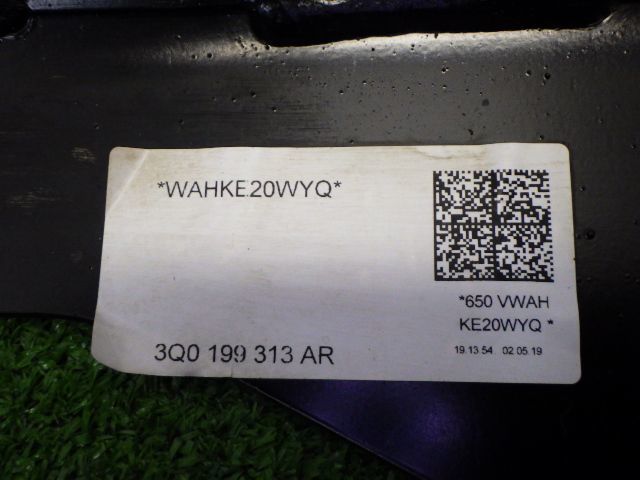 *WAHKE20WYQ*
*650 VWAH
KE20WYQ *
3Q0 199 313 AR
19.13.54 02.05.19